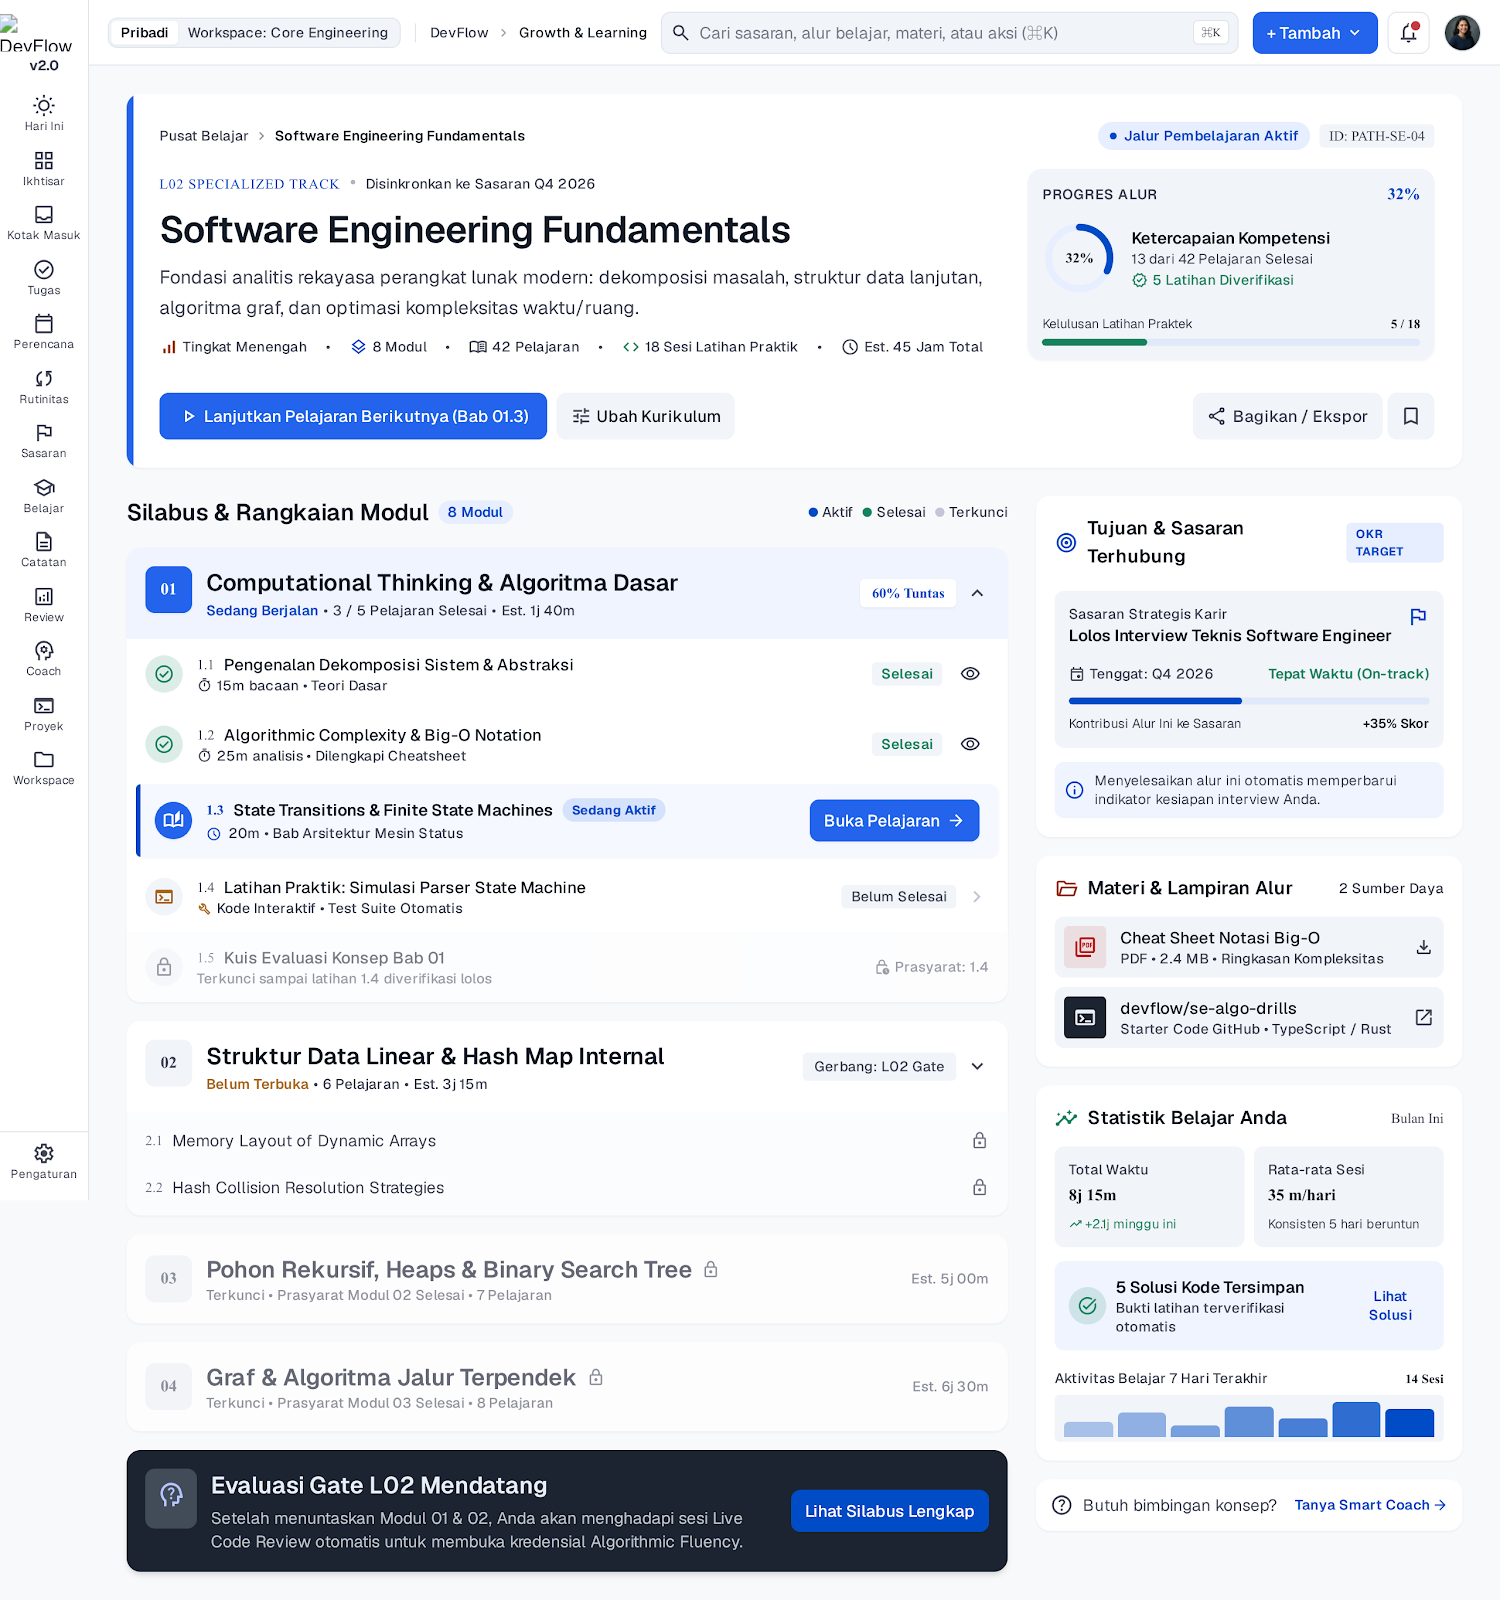 DevFlow
v2.0
Hari Ini
Ikhtisar
Kotak Masuk
Tugas
Perencana
Rutinitas
Sasaran
Belajar
Catatan
Review
Coach
Proyek
Workspace
Pengaturan
Pribadi
Workspace: Core Engineering
DevFlow
Growth & Learning
Cari sasaran, alur belajar, materi, atau aksi (⌘K)
⌘K
+ Tambah
Pusat Belajar
Software Engineering Fundamentals
Jalur Pembelajaran Aktif
ID: PATH-SE-04
L02 SPECIALIZED TRACK • Disinkronkan ke Sasaran Q4 2026
Software Engineering Fundamentals
Fondasi analitis rekayasa perangkat lunak modern: dekomposisi masalah, struktur data lanjutan,
algoritma graf, dan optimasi kompleksitas waktu/ruang.
Tingkat Menengah • 8 Modul • 42 Pelajaran • 18 Sesi Latihan Praktik • Est. 45 Jam Total
PROGRES ALUR
32%
32%
Ketercapaian Kompetensi
13 dari 42 Pelajaran Selesai
5 Latihan Diverifikasi
Kelulusan Latihan Praktek
5 / 18
Lanjutkan Pelajaran Berikutnya (Bab 01.3)
Ubah Kurikulum
Bagikan / Ekspor
Silabus & Rangkaian Modul
8 Modul
Aktif
Selesai
Terkunci
01
Computational Thinking & Algoritma Dasar
Sedang Berjalan • 3 / 5 Pelajaran Selesai • Est. 1j 40m
60% Tuntas
1.1 Pengenalan Dekomposisi Sistem & Abstraksi
15m bacaan • Teori Dasar
Selesai
1.2 Algorithmic Complexity & Big-O Notation
25m analisis • Dilengkapi Cheatsheet
Selesai
1.3 State Transitions & Finite State Machines
Sedang Aktif
20m • Bab Arsitektur Mesin Status
Buka Pelajaran
1.4 Latihan Praktik: Simulasi Parser State Machine
Kode Interaktif • Test Suite Otomatis
Belum Selesai
1.5 Kuis Evaluasi Konsep Bab 01
Terkunci sampai latihan 1.4 diverifikasi lolos
Prasyarat: 1.4
02
Struktur Data Linear & Hash Map Internal
Belum Terbuka • 6 Pelajaran • Est. 3j 15m
Gerbang: L02 Gate
2.1 Memory Layout of Dynamic Arrays
2.2 Hash Collision Resolution Strategies
03
Pohon Rekursif, Heaps & Binary Search Tree
Terkunci • Prasyarat Modul 02 Selesai • 7 Pelajaran
Est. 5j 00m
04
Graf & Algoritma Jalur Terpendek
Terkunci • Prasyarat Modul 03 Selesai • 8 Pelajaran
Est. 6j 30m
Evaluasi Gate L02 Mendatang
Setelah menuntaskan Modul 01 & 02, Anda akan menghadapi sesi Live
Code Review otomatis untuk membuka kredensial Algorithmic Fluency.
Lihat Silabus Lengkap
Tujuan & Sasaran
Terhubung
OKR
TARGET
Sasaran Strategis Karir
Lolos Interview Teknis Software Engineer
Tenggat: Q4 2026
Tepat Waktu (On-track)
Kontribusi Alur Ini ke Sasaran
+35% Skor
Menyelesaikan alur ini otomatis memperbarui
indikator kesiapan interview Anda.
Materi & Lampiran Alur
2 Sumber Daya
PDF
Cheat Sheet Notasi Big-O
PDF • 2.4 MB • Ringkasan Kompleksitas
devflow/se-algo-drills
Starter Code GitHub • TypeScript / Rust
Statistik Belajar Anda
Bulan Ini
Total Waktu
8j 15m
+2.1j minggu ini
Rata-rata Sesi
35 m/hari
Konsisten 5 hari beruntun
5 Solusi Kode Tersimpan
Bukti latihan terverifikasi
otomatis
Lihat
Solusi
Aktivitas Belajar 7 Hari Terakhir
14 Sesi
Butuh bimbingan konsep?
Tanya Smart Coach →